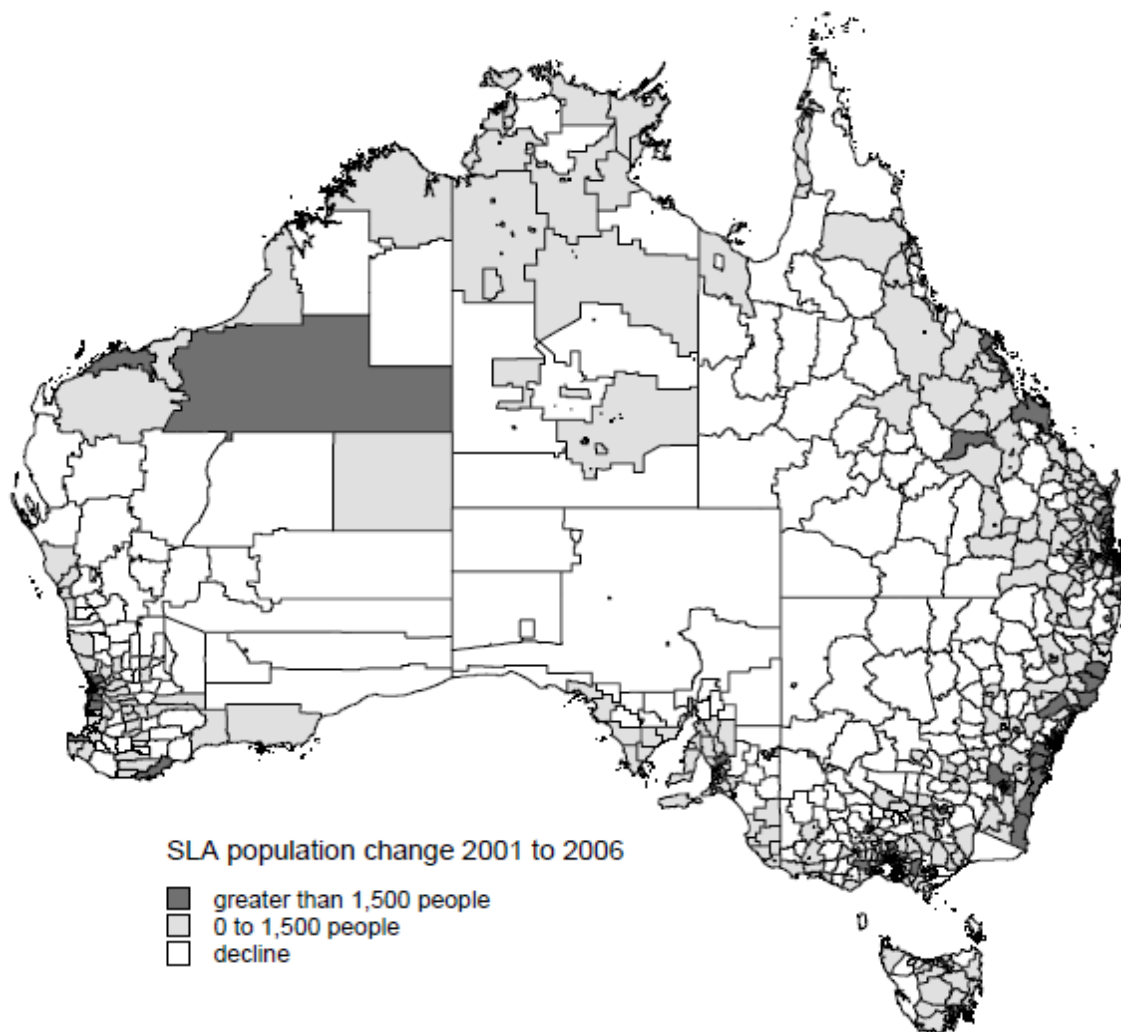 SLA population change 2001 to 2006
greater than 1,500 people
0 to 1,500 people
decline